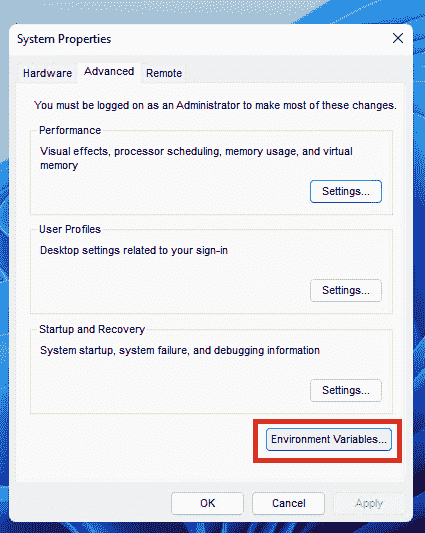 System Properties
Hardware Advanced Remote
You must be logged on as an Administrator to make most of these changes.
Performance
Visual effects, processor scheduling, memory usage, and virtual
memory
Settings...
User Profiles
Desktop settings related to your sign-in
Settings...
Startup and Recovery
System startup, system failure, and debugging information
Settings...
Environment Variables...
OK Cancel Apply